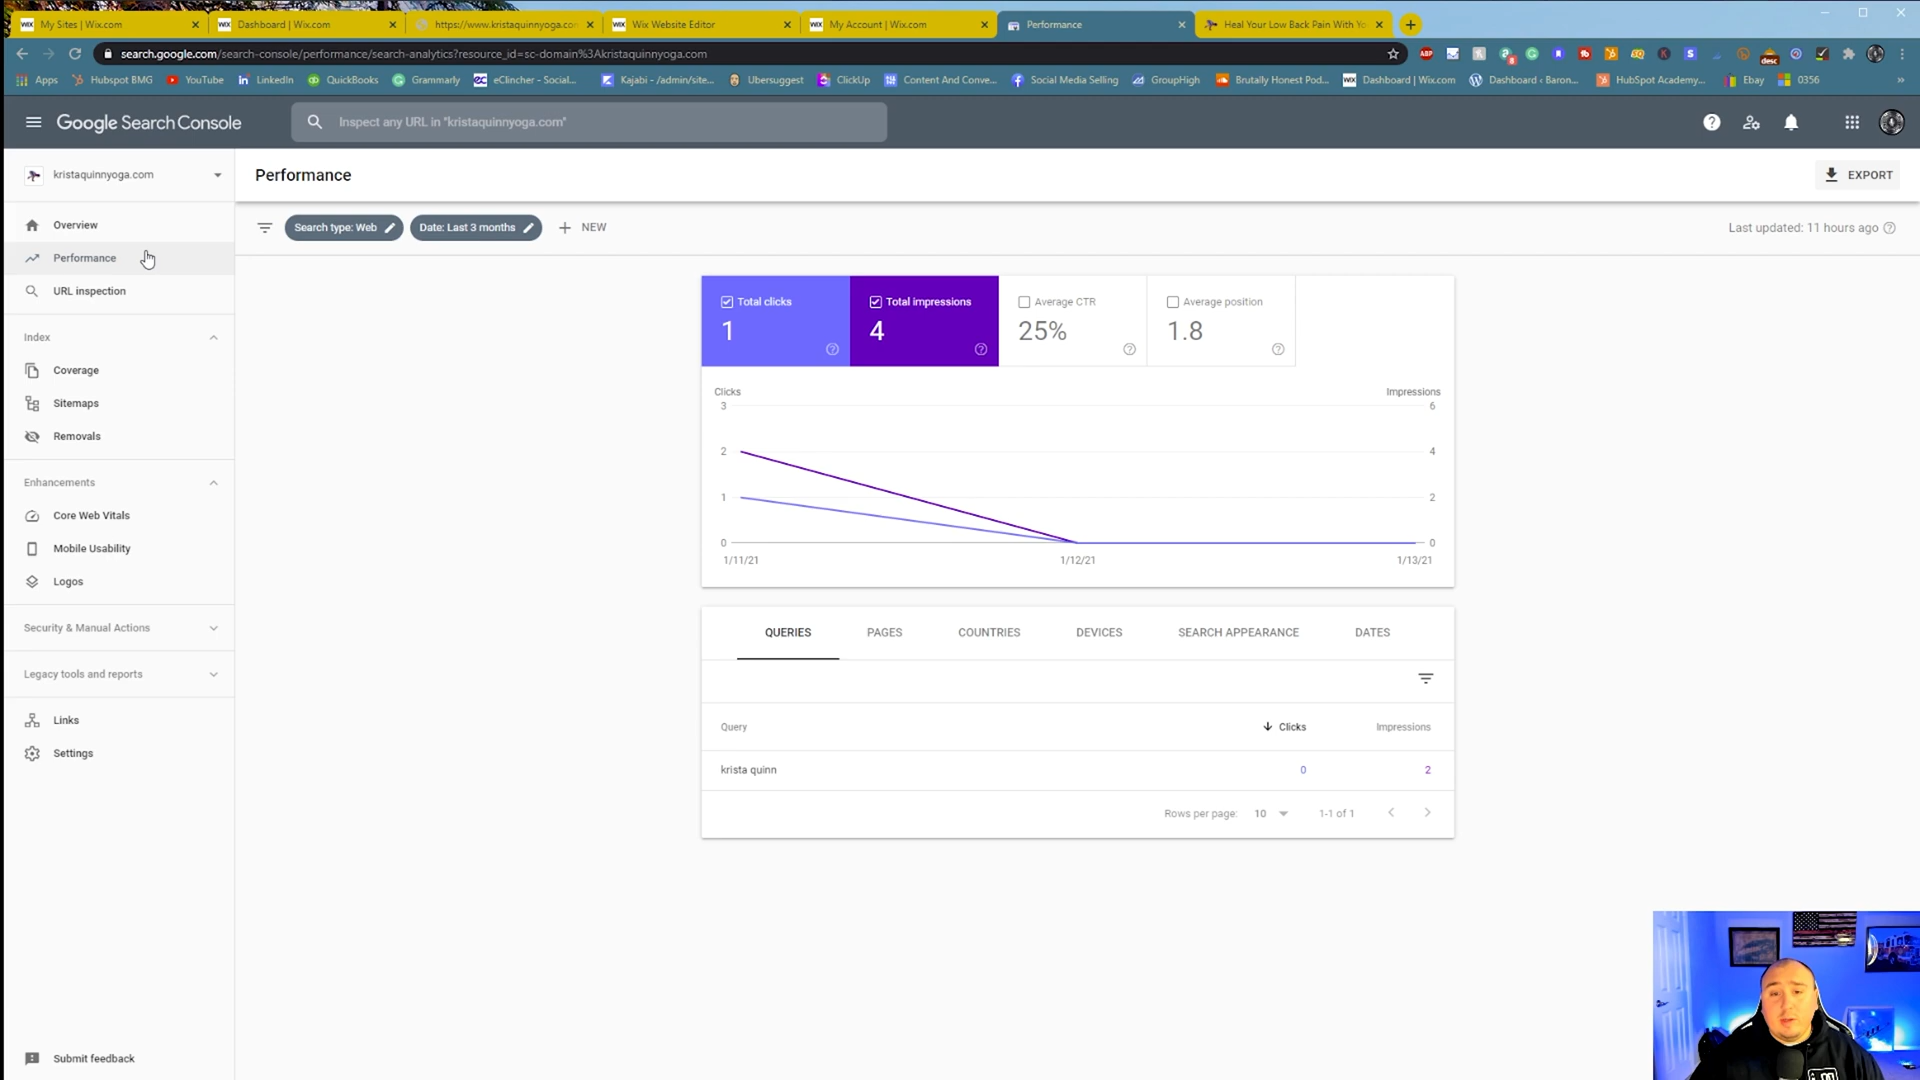 My Sites | Wix.com
Dashboard | Wix.com
https://www.kristaquinnyoga.com
Wix Website Editor
My Account | Wix.com
Performance
Heal Your Low Back Pain With Yo
search.google.com/search-console/performance/search-analytics?resource_id=sc-domain%3Akristaquinnyoga.com
Apps
Hubspot BMG
YouTube
LinkedIn
QuickBooks
Grammarly
eClincher - Social...
Kajabi - /admin/site...
Ubersuggest
ClickUp
Content And Conve...
Social Media Selling
GroupHigh
Brutally Honest Pod...
Dashboard | Wix.com
Dashboard ‹ Baron...
HubSpot Academy...
Ebay
0356
Google Search Console
Inspect any URL in "kristaquinnyoga.com"
kristaquinnyoga.com
Performance
EXPORT
Overview
Performance
URL inspection
Index
Coverage
Sitemaps
Removals
Enhancements
Core Web Vitals
Mobile Usability
Logos
Security & Manual Actions
Legacy tools and reports
Links
Settings
Submit feedback
Search type: Web
Date: Last 3 months
NEW
Last updated: 11 hours ago
Total clicks
1
Total impressions
4
Average CTR
25%
Average position
1.8
Clicks
Impressions
3
6
2
4
1
2
0
0
1/11/21
1/12/21
1/13/21
QUERIES
PAGES
COUNTRIES
DEVICES
SEARCH APPEARANCE
DATES
Query
Clicks
Impressions
krista quinn
0
2
Rows per page: 10
1-1 of 1